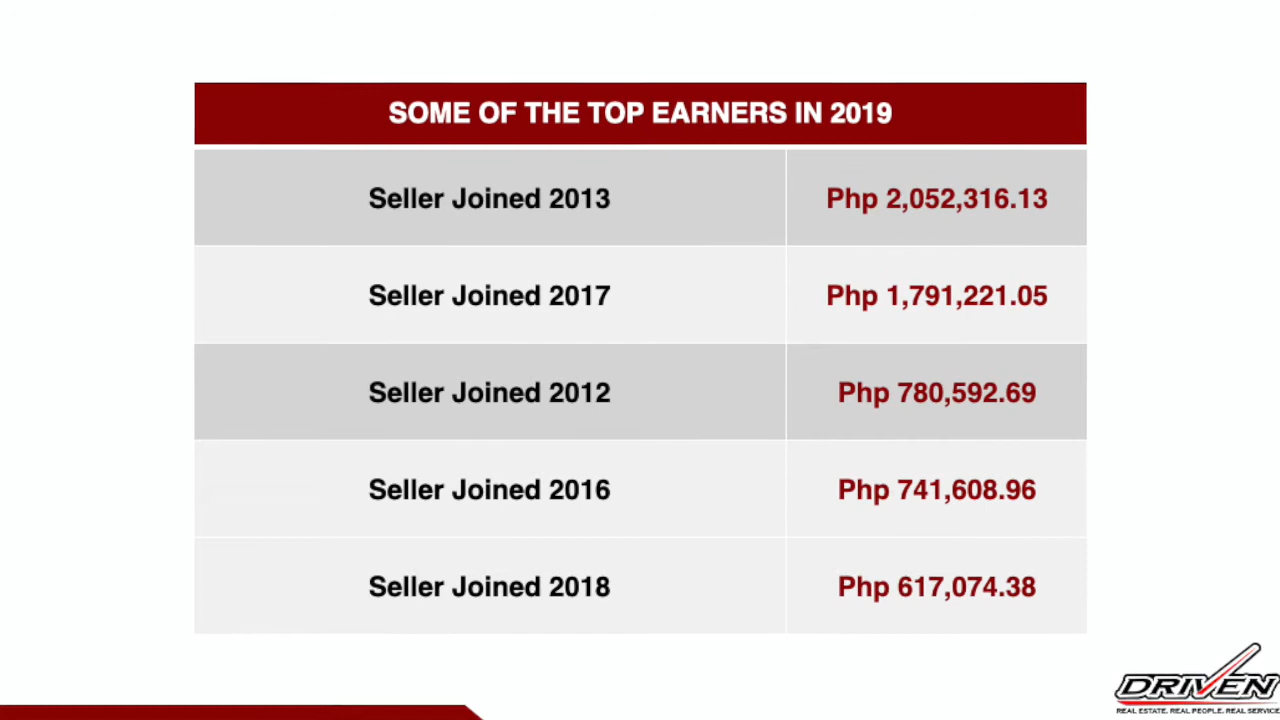 SOME OF THE TOP EARNERS IN 2019
Seller Joined 2013 Php 2,052,316.13
Seller Joined 2017 Php 1,791,221.05
Seller Joined 2012 Php 780,592.69
Seller Joined 2016 Php 741,608.96
Seller Joined 2018 Php 617,074.38
DRIVEN
REAL ESTATE. REAL PEOPLE. REAL SERVICE